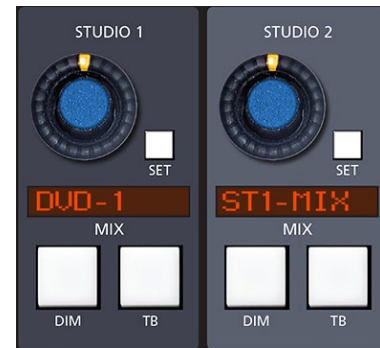 STUDIO 1
SET
DVD-1
MIX
DIM TB
STUDIO 2
SET
ST1-MIX
MIX
DIM TB